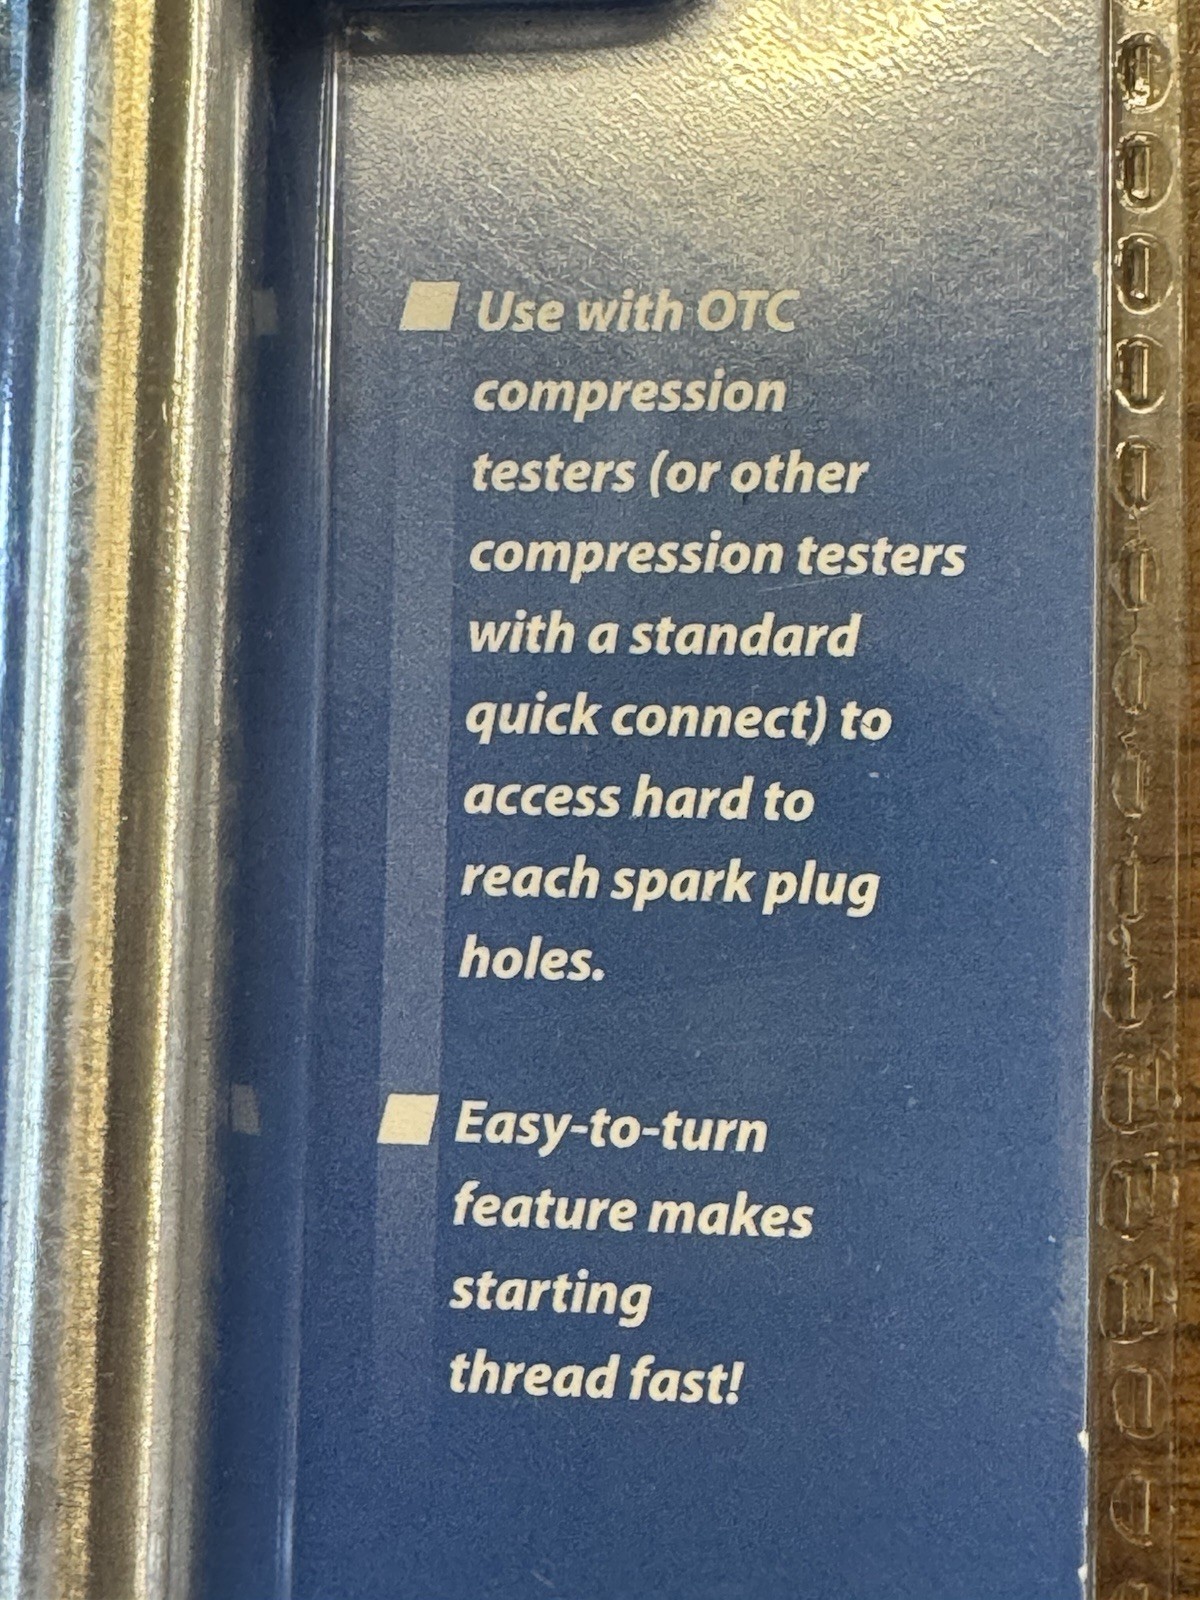 Use with OTC
compression
testers (or other
compression testers
with a standard
quick connect) to
access hard to
reach spark plug
holes.
Easy-to-turn
feature makes
starting
thread fast!